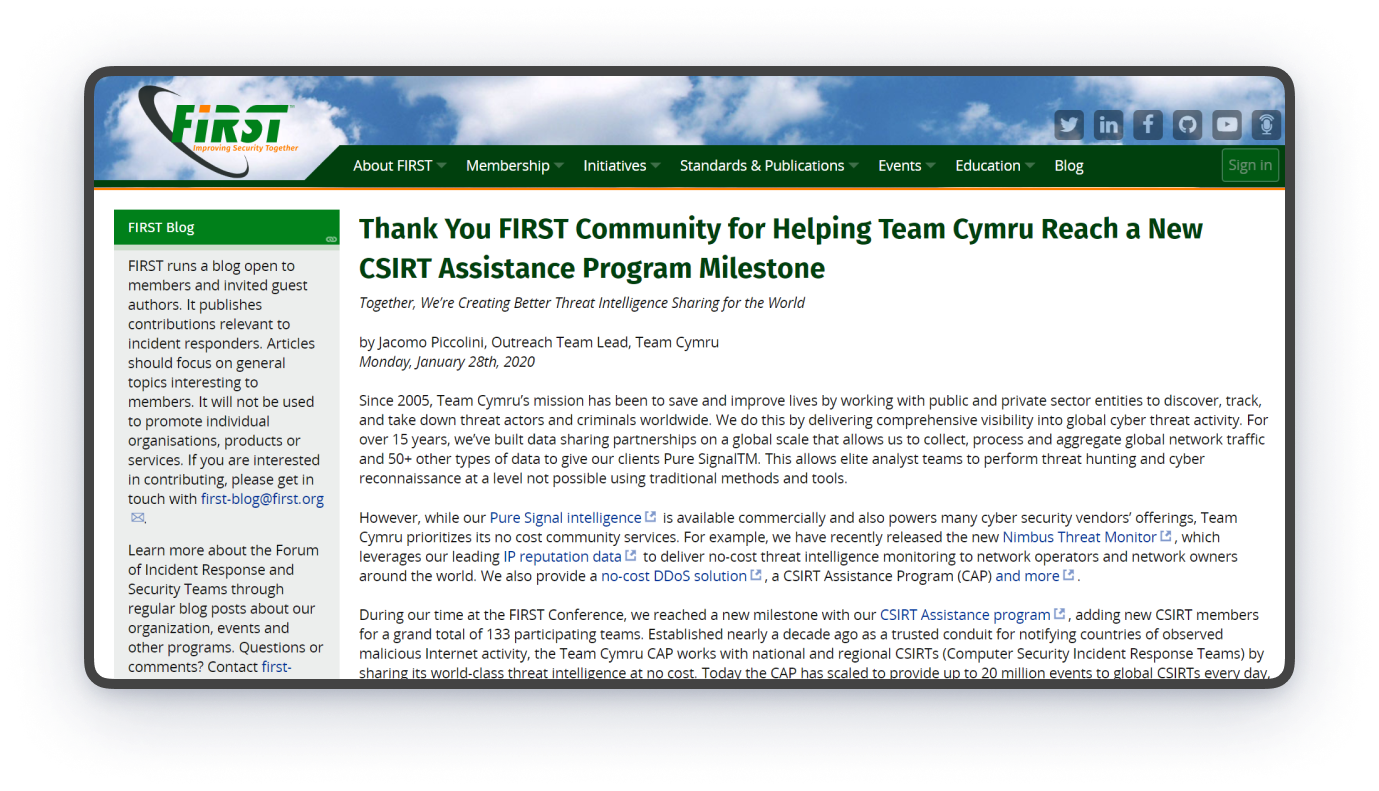 FiRST
Improving Security Together
About FIRST
Membership
Initiatives
Standards & Publications
Events
Education
Blog
Sign in
FIRST Blog
FIRST runs a blog open to
members and invited guest
authors. It publishes
contributions relevant to
incident responders. Articles
should focus on general
topics interesting to
members. It will not be used
to promote individual
organisations, products or
services. If you are interested
in contributing, please get in
touch with first-blog@first.org
.
Learn more about the Forum
of Incident Response and
Security Teams through
regular blog posts about our
organization, events and
other programs. Questions or
comments? Contact first-
Thank You FIRST Community for Helping Team Cymru Reach a New
CSIRT Assistance Program Milestone
Together, We're Creating Better Threat Intelligence Sharing for the World
by Jacomo Piccolini, Outreach Team Lead, Team Cymru
Monday, January 28th, 2020
Since 2005, Team Cymru's mission has been to save and improve lives by working with public and private sector entities to discover, track,
and take down threat actors and criminals worldwide. We do this by delivering comprehensive visibility into global cyber threat activity. For
over 15 years, we've built data sharing partnerships on a global scale that allows us to collect, process and aggregate global network traffic
and 50+ other types of data to give our clients Pure SignalTM. This allows elite analyst teams to perform threat hunting and cyber
reconnaissance at a level not possible using traditional methods and tools.
However, while our Pure Signal intelligence is available commercially and also powers many cyber security vendors' offerings, Team
Cymru prioritizes its no cost community services. For example, we have recently released the new Nimbus Threat Monitor, which
leverages our leading IP reputation data to deliver no-cost threat intelligence monitoring to network operators and network owners
around the world. We also provide a no-cost DDoS solution, a CSIRT Assistance Program (CAP) and more.
During our time at the FIRST Conference, we reached a new milestone with our CSIRT Assistance program, adding new CSIRT members
for a grand total of 133 participating teams. Established nearly a decade ago as a trusted conduit for notifying countries of observed
malicious Internet activity, the Team Cymru CAP works with national and regional CSIRTs (Computer Security Incident Response Teams) by
sharing its world-class threat intelligence at no cost. Today the CAP has scaled to provide up to 20 million events to global CSIRTs every day,